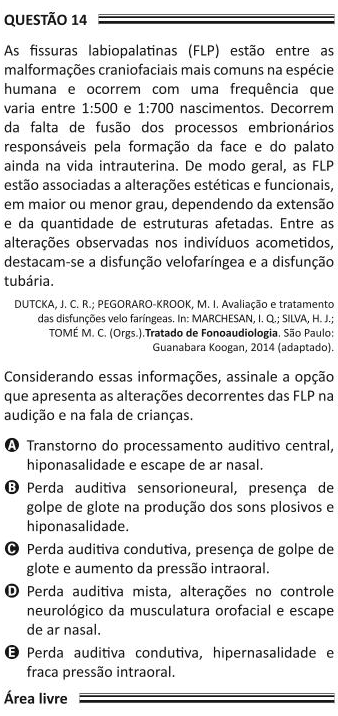 QUESTÃO 14
As fissuras labiopalatinas (FLP) estão entre as
malformações craniofaciais mais comuns na espécie
humana e ocorrem com uma frequência que
varia entre 1:500 e 1:700 nascimentos. Decorrem
da falta de fusão dos processos embrionários
responsáveis pela formação da face e do palato
ainda na vida intrauterina. De modo geral, as FLP
estão associadas a alterações estéticas e funcionais,
em maior ou menor grau, dependendo da extensão
e da quantidade de estruturas afetadas. Entre as
alterações observadas nos indivíduos acometidos,
destacam-se a disfunção velofaríngea e a disfunção
tubária.
DUTCKA, J. C. R.; PEGORARO-KROOK, M. I. Avaliação e tratamento
das disfunções velo faríngeas. In: MARCHESAN, I. Q.; SILVA, H. J.;
TOMÉ M. C. (Orgs.).Tratado de Fonoaudiologia. São Paulo:
Guanabara Koogan, 2014 (adaptado).
Considerando essas informações, assinale a opção
que apresenta as alterações decorrentes das FLP na
audição e na fala de crianças.
A Transtorno do processamento auditivo central,
hiponasalidade e escape de ar nasal.
B Perda auditiva sensorioneural, presença de
golpe de glote na produção dos sons plosivos e
hiponasalidade.
C Perda auditiva condutiva, presença de golpe de
glote e aumento da pressão intraoral.
D Perda auditiva mista, alterações no controle
neurológico da musculatura orofacial e escape
de ar nasal.
E Perda auditiva condutiva, hipernasalidade e
fraca pressão intraoral.
Área livre